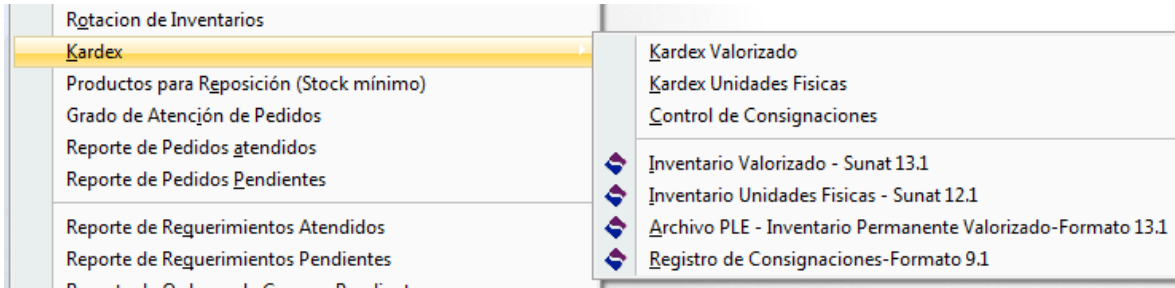 Rotacion de Inventarios
Kardex
Productos para Reposición (Stock mínimo)
Grado de Atención de Pedidos
Reporte de Pedidos atendidos
Reporte de Pedidos Pendientes
Reporte de Requerimientos Atendidos
Reporte de Requerimientos Pendientes
Kardex Valorizado
Kardex Unidades Fisicas
Control de Consignaciones
Inventario Valorizado - Sunat 13.1
Inventario Unidades Fisicas - Sunat 12.1
Archivo PLE - Inventario Permanente Valorizado-Formato 13.1
Registro de Consignaciones-Formato 9.1